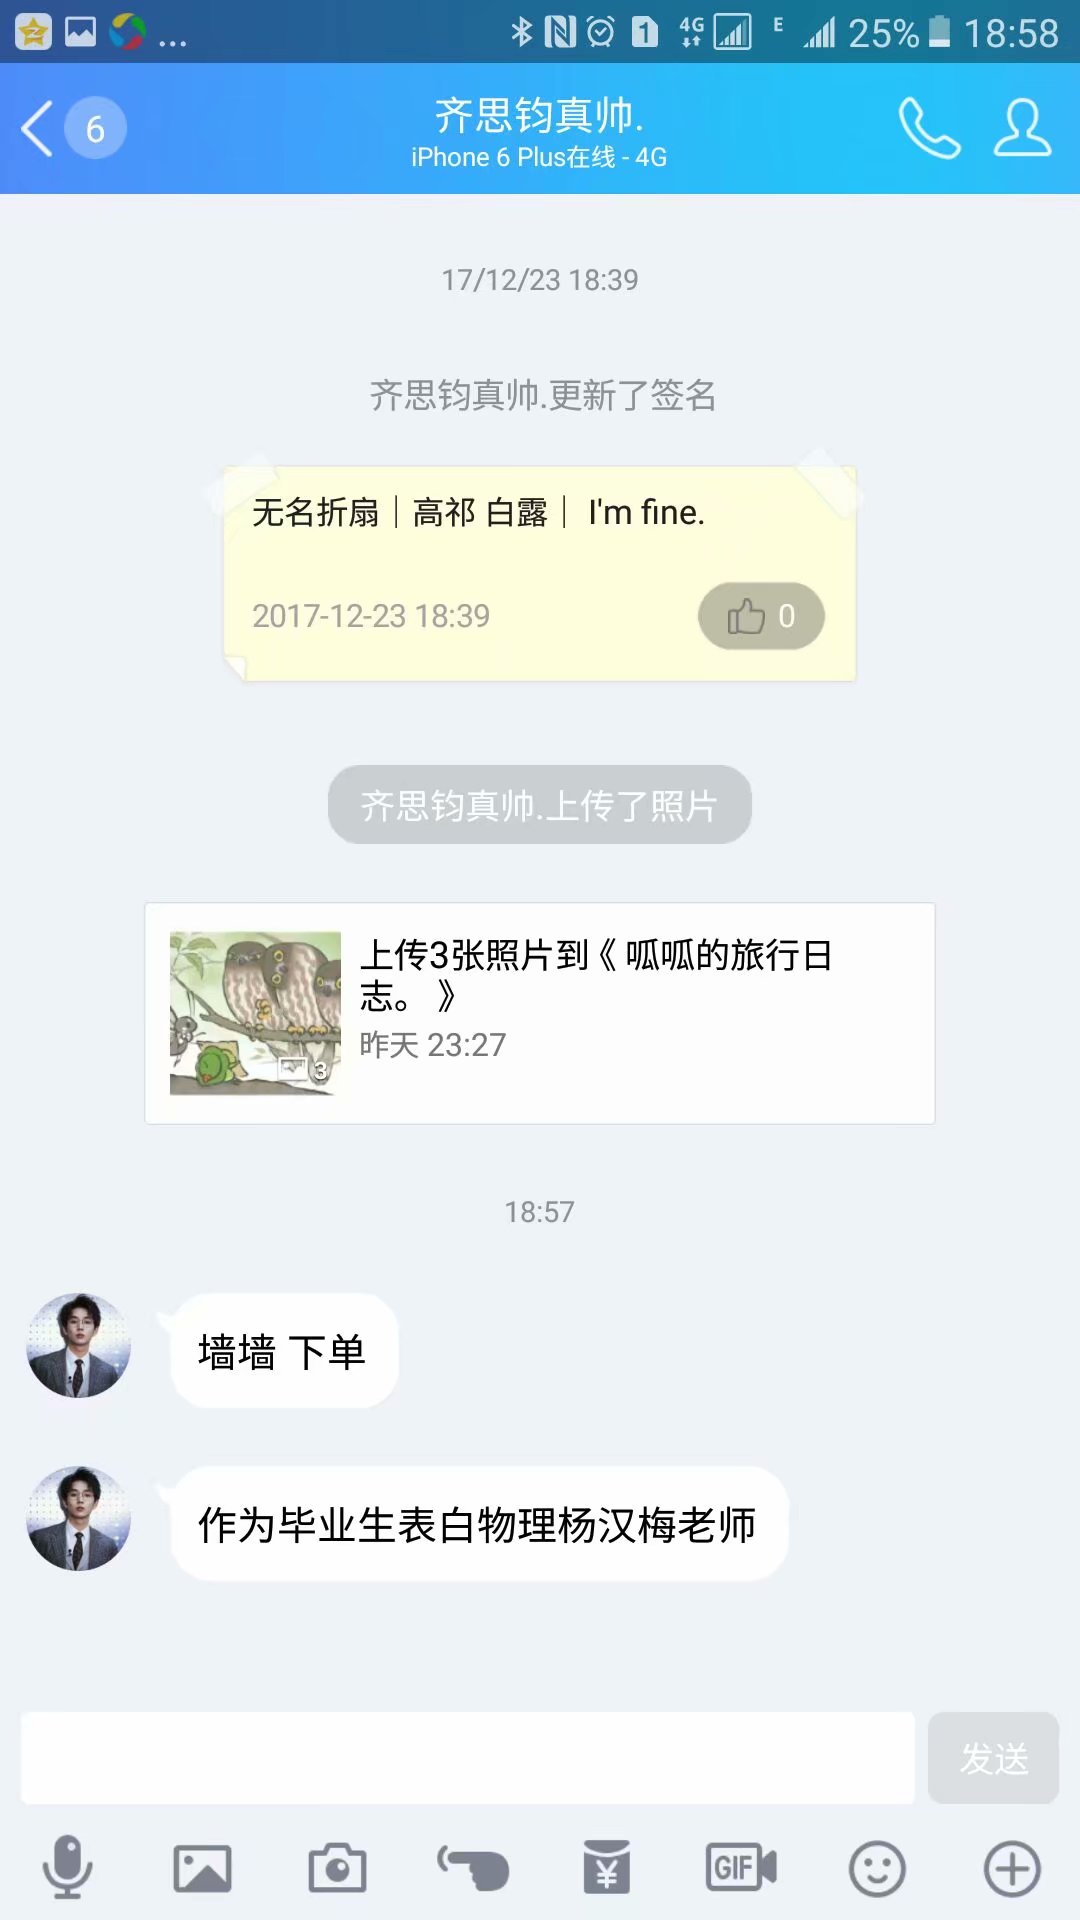 ... 1 4G E 25% 18:58
6
齐思钧真帅.
iPhone 6 Plus在线 - 4G
17/12/23 18:39
齐思钧真帅.更新了签名
无名折扇｜高祁 白露｜ I'm fine.
2017-12-23 18:39
0
齐思钧真帅.上传了照片
上传3张照片到《 呱呱的旅行日
志。 》
3
昨天 23:27
18:57
墙墙 下单
作为毕业生表白物理杨汉梅老师
发送
GIF